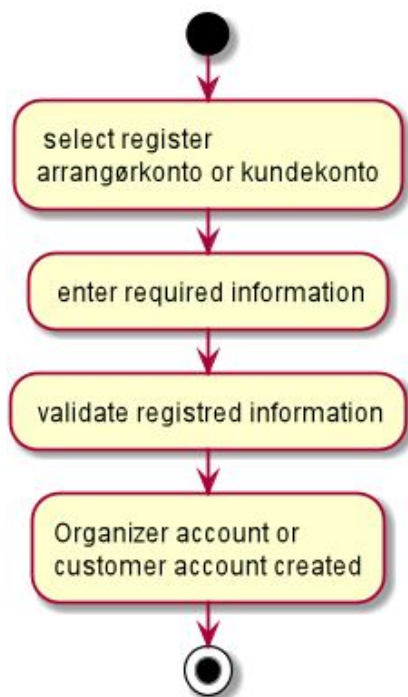 select register
arrangørkonto or kundekonto
enter required information
validate registred information
Organizer account or
customer account created